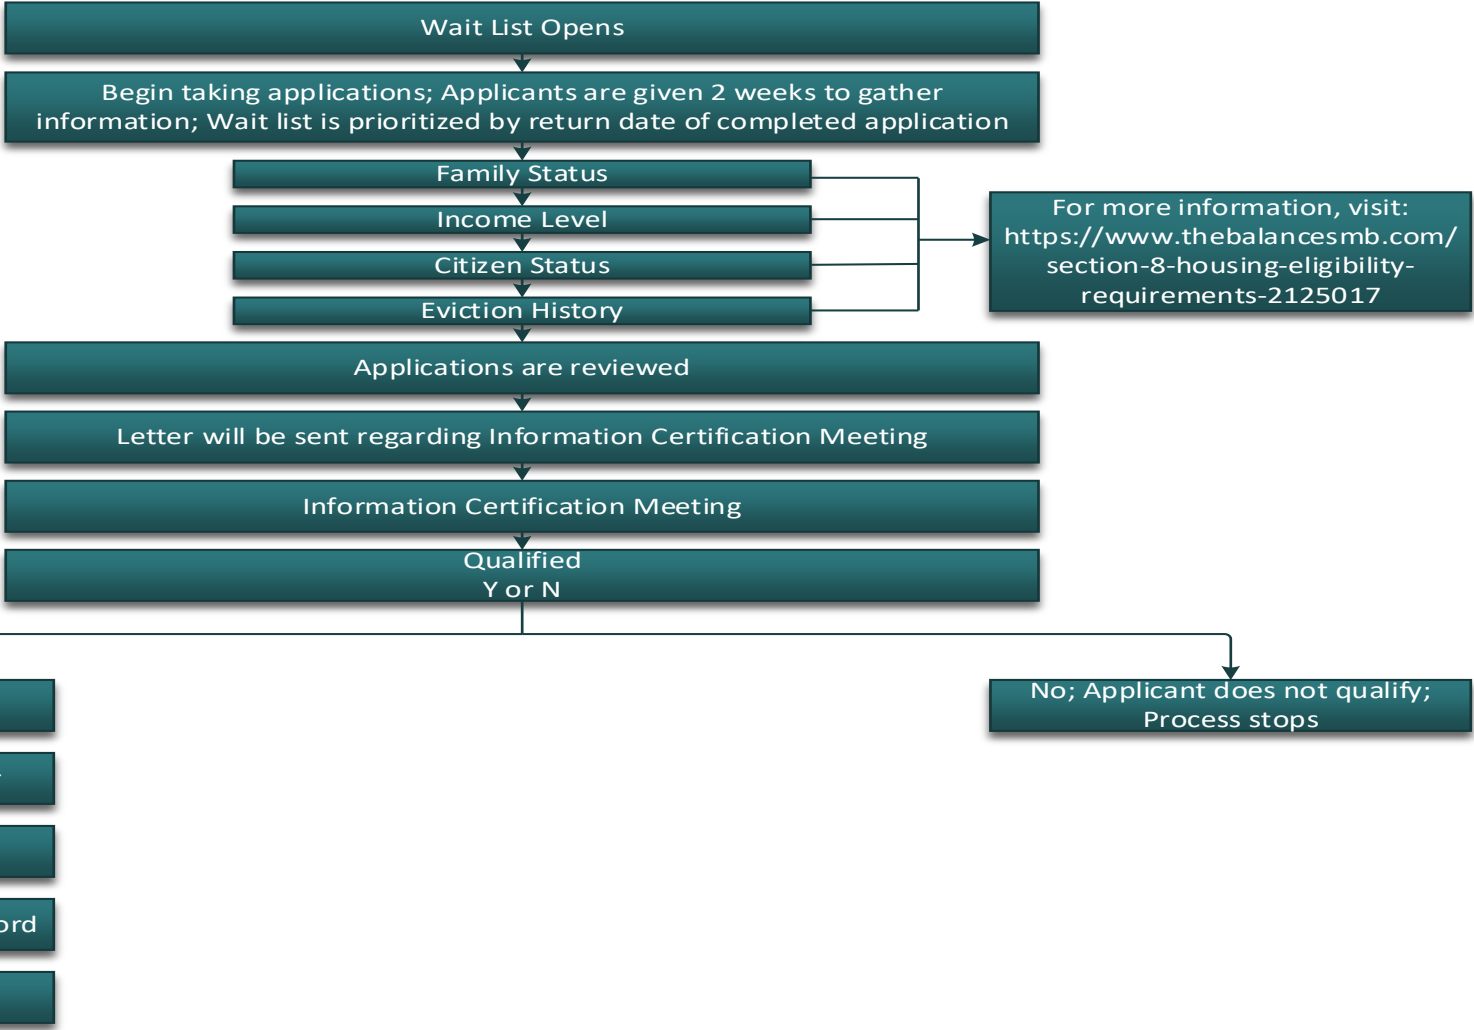 Wait List Opens
Begin taking applications; Applicants are given 2 weeks to gather
information; Wait list is prioritized by return date of completed application
Family Status
Income Level
Citizen Status
Eviction History
For more information, visit:
https://www.thebalancesmb.com/
section-8-housing-eligibility-
requirements-2125017
Applications are reviewed
Letter will be sent regarding Information Certification Meeting
Information Certification Meeting
Qualified
Y or N
No; Applicant does not qualify;
Process stops